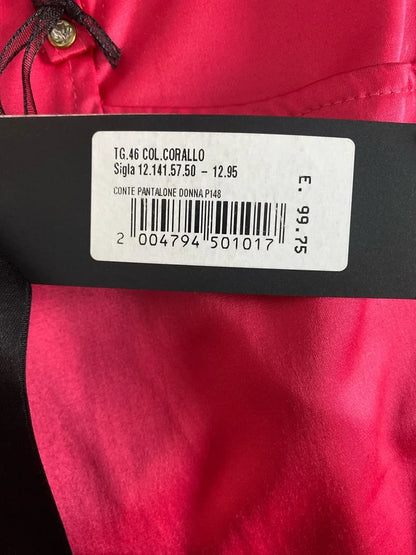 TG.46 COL.CORALLO
Sigla 12.141.57.50 – 12.95
CONTE PANTALONE DONNA P148
2 004794 501017
E. 99.75